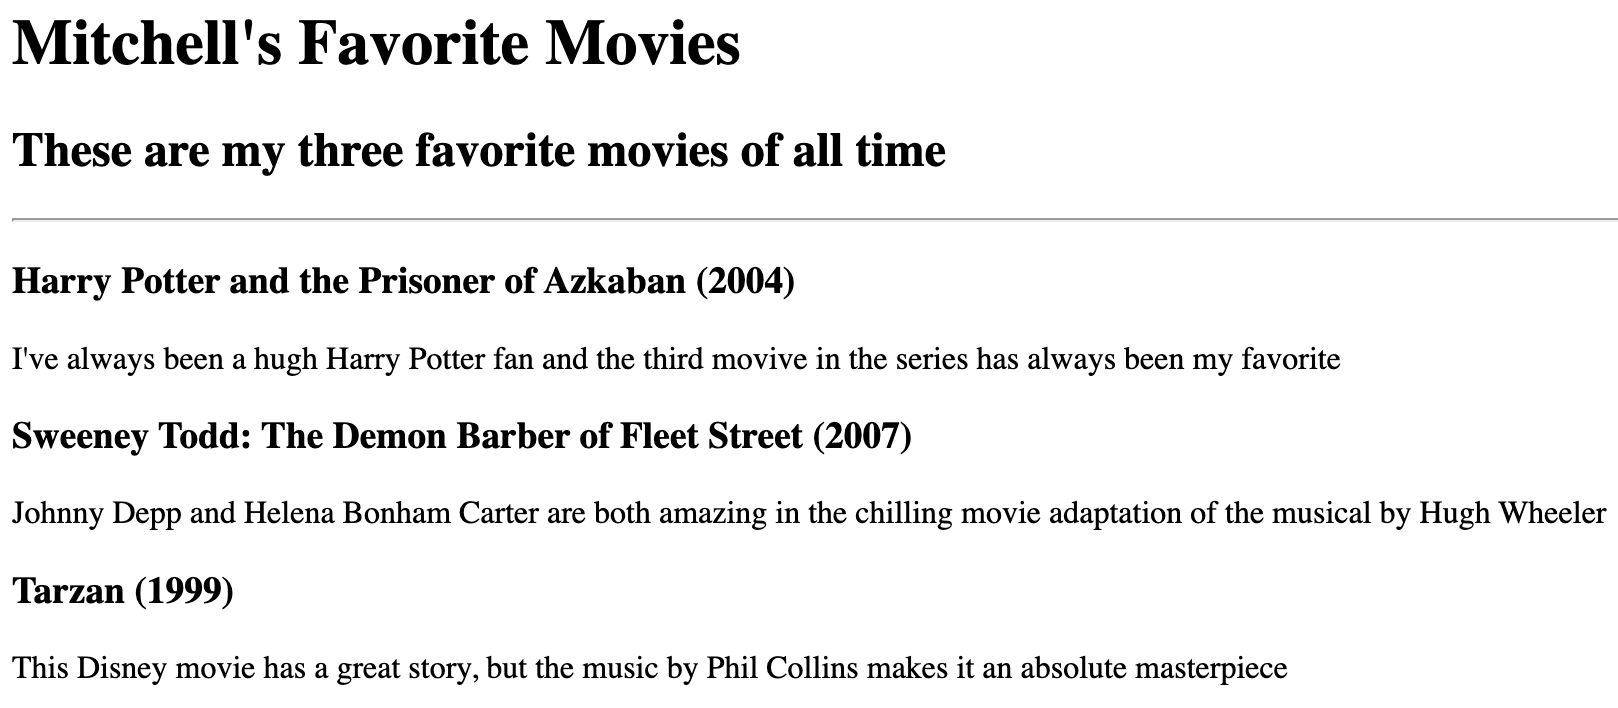 Mitchell's Favorite Movies
These are my three favorite movies of all time
Harry Potter and the Prisoner of Azkaban (2004)
I've always been a hugh Harry Potter fan and the third movive in the series has always been my favorite
Sweeney Todd: The Demon Barber of Fleet Street (2007)
Johnny Depp and Helena Bonham Carter are both amazing in the chilling movie adaptation of the musical by Hugh Wheeler
Tarzan (1999)
This Disney movie has a great story, but the music by Phil Collins makes it an absolute masterpiece